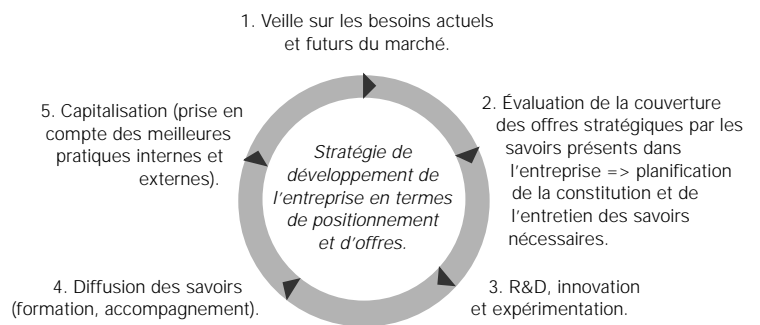 1. Veille sur les besoins actuels
et futurs du marché.
2. Évaluation de la couverture
des offres stratégiques par les
savoirs présents dans
l'entreprise => planification
de la constitution et de
l'entretien des savoirs
nécessaires.
3. R&D, innovation
et expérimentation.
4. Diffusion des savoirs
(formation, accompagnement).
5. Capitalisation (prise en
compte des meilleures
pratiques internes et
externes).
Stratégie de
développement de
l'entreprise en termes
de positionnement
et d'offres.